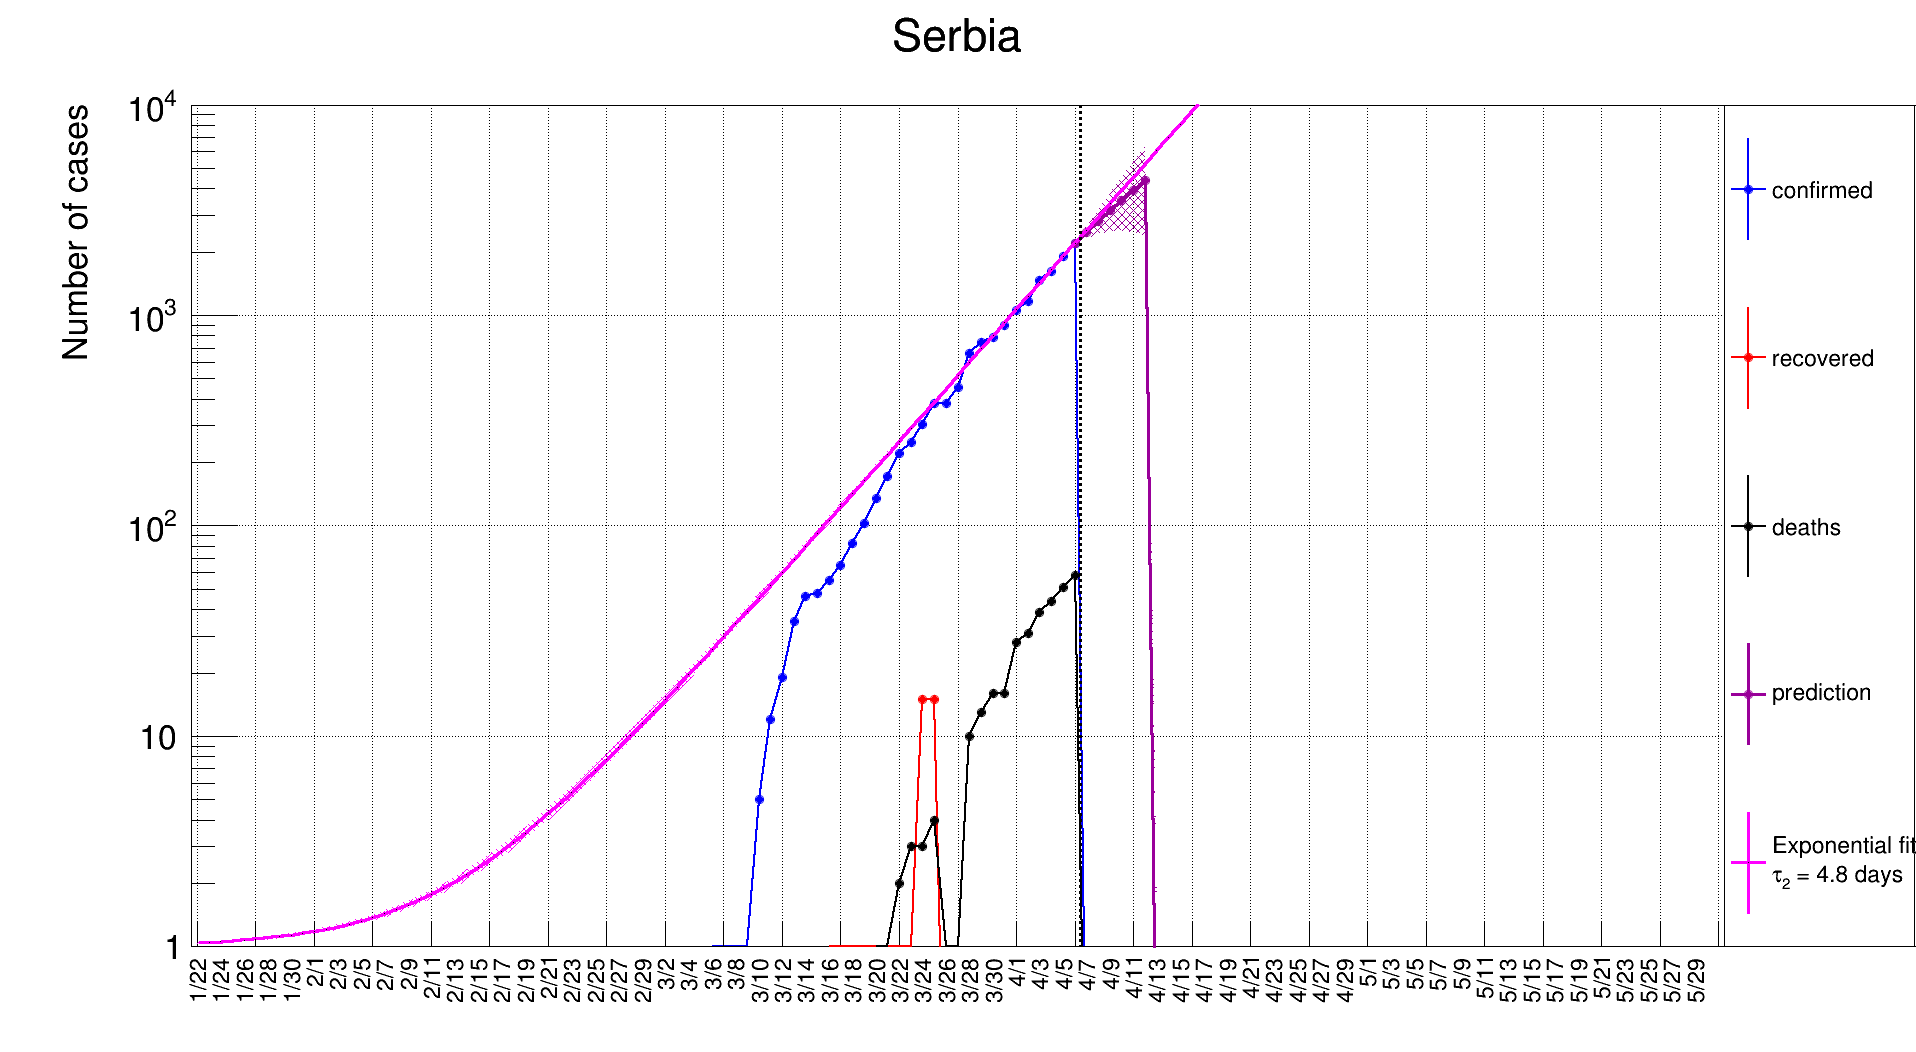 Serbia
Number of cases
10⁴
10³
10²
10
1
1/22 1/24 1/26 1/28 1/30 2/1 2/3 2/5 2/7 2/9 2/11 2/13 2/15 2/17 2/19 2/21 2/23 2/25 2/27 2/29 3/2 3/4 3/6 3/8 3/10 3/12 3/14 3/16 3/18 3/20 3/22 3/24 3/26 3/28 3/30 4/1 4/3 4/5 4/7 4/9 4/11 4/13 4/15 4/17 4/19 4/21 4/23 4/25 4/27 4/29 5/1 5/3 5/5 5/7 5/9 5/11 5/13 5/15 5/17 5/19 5/21 5/23 5/25 5/27 5/29
confirmed
recovered
deaths
prediction
Exponential fit
τ₂ = 4.8 days